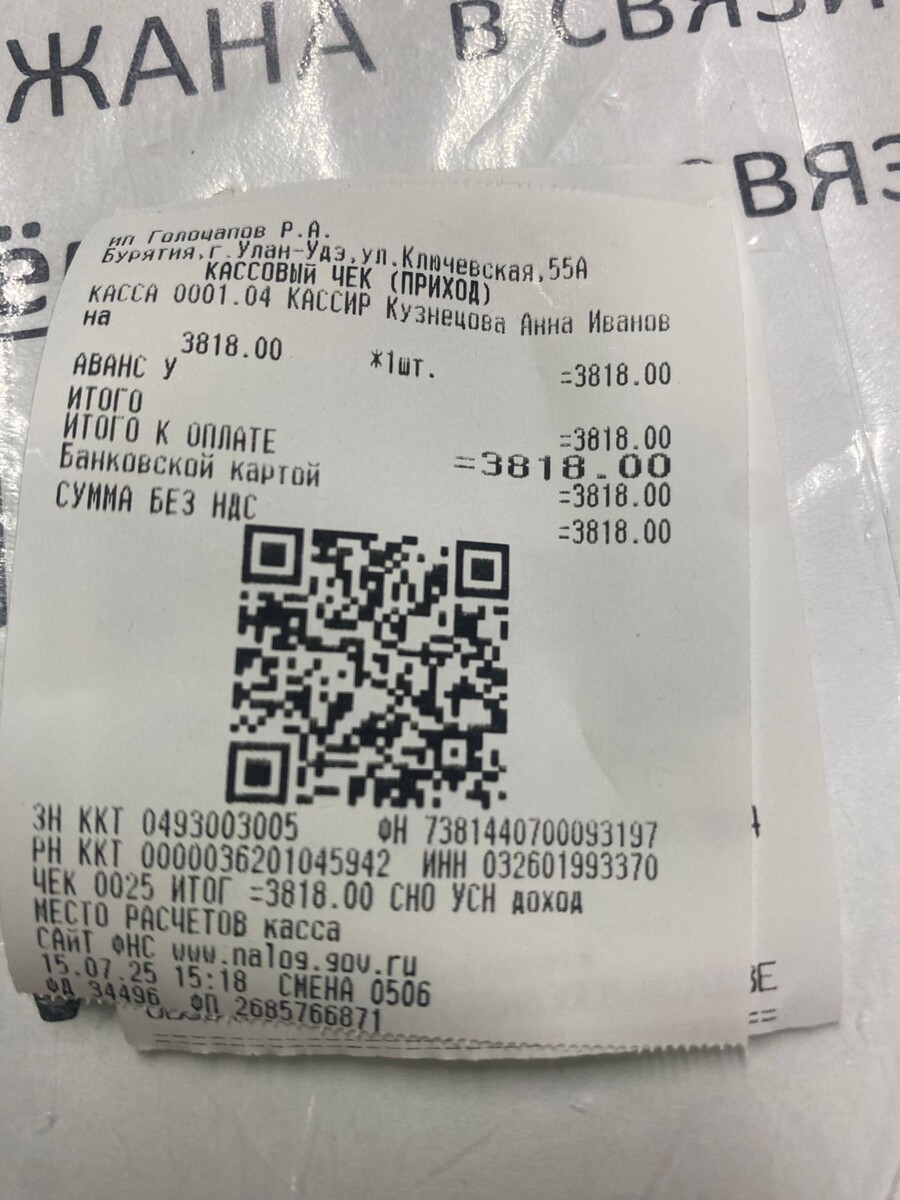 ЖАНА В СВЯЗИ
ВЯЗ
ё
ип Голоцапов Р.А.
Бурятия,г.Улан-Удэ,ул.Ключевская,55А
КАССОВЫЙ ЧЕК (ПРИХОД)
КАССА 0001.04 КАССИР Кузнецова Анна Иванов
на
3818.00 *1шт. =3818.00
АВАНС у
ИТОГО =3818.00
ИТОГО К ОПЛАТЕ =3818.00
Банковской картой =3818.00
СУММА БЕЗ НДС =3818.00
ЗН ККТ 0493003005 ФН 7381440700093197
РН ККТ 0000036201045942 ИНН 032601993370
ЧЕК 0025 ИТОГ =3818.00 СНО УСН доход
МЕСТО РАСЧЕТОВ касса
САЙТ ФНС www.nalog.gov.ru
15.07.25 15:18 СМЕНА 0506
ФД 34496 ФП 2685766871
ВЕ
==